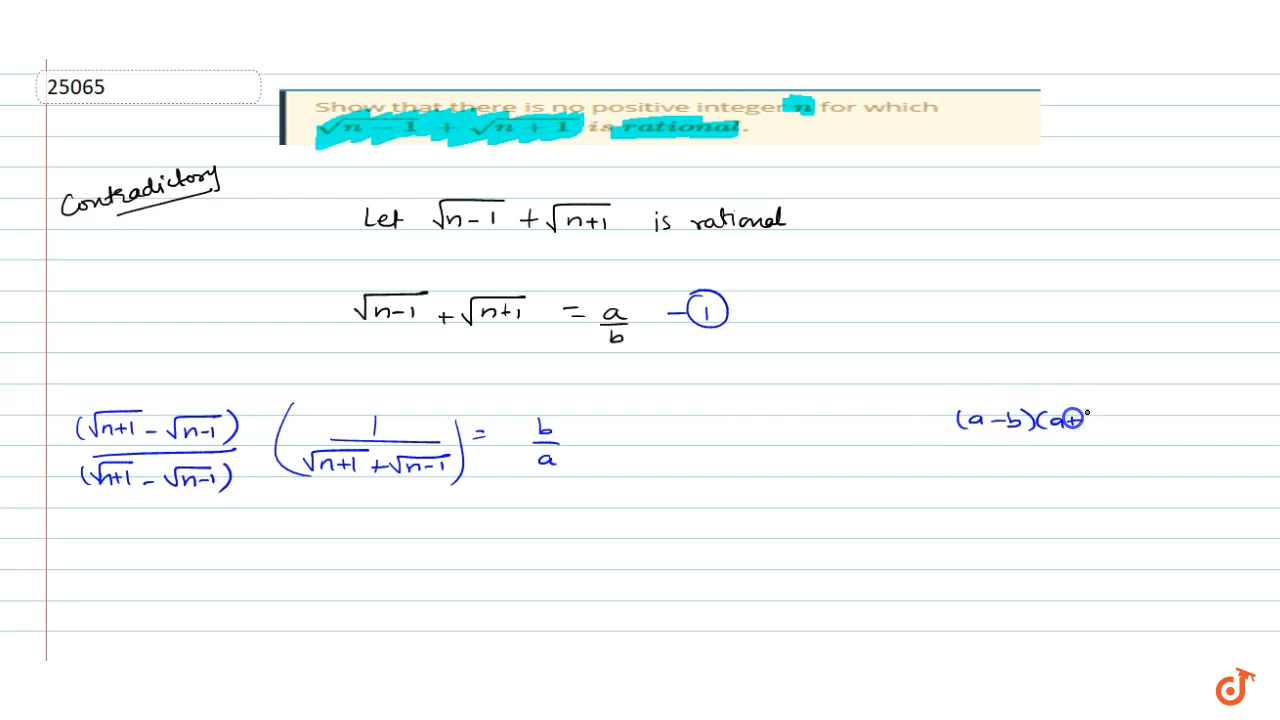 25065
Show that there is no positive integer n for which
√n − 1 + √n + 1 is rational.
Contradictory
Let √n-1 + √n+1 is rational
√n-1 + √n+1 = a/b - 1
(√n+1 - √n-1)/(√n+1 - √n-1) (1/√n+1 + √n-1) = b/a
(a-b)(a+